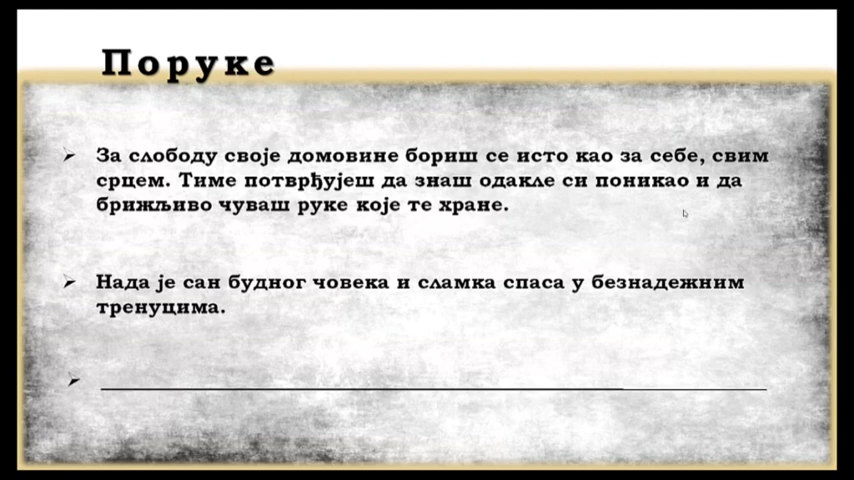 Поруке
За слободу своје домовине бориш се исто као за себе, свим
срцем. Тиме потврђујеш да знаш одакле си поникао и да
брижљиво чуваш руке које те хране.
Нада је сан будног човека и сламка спаса у безнадежним
тренуцима.